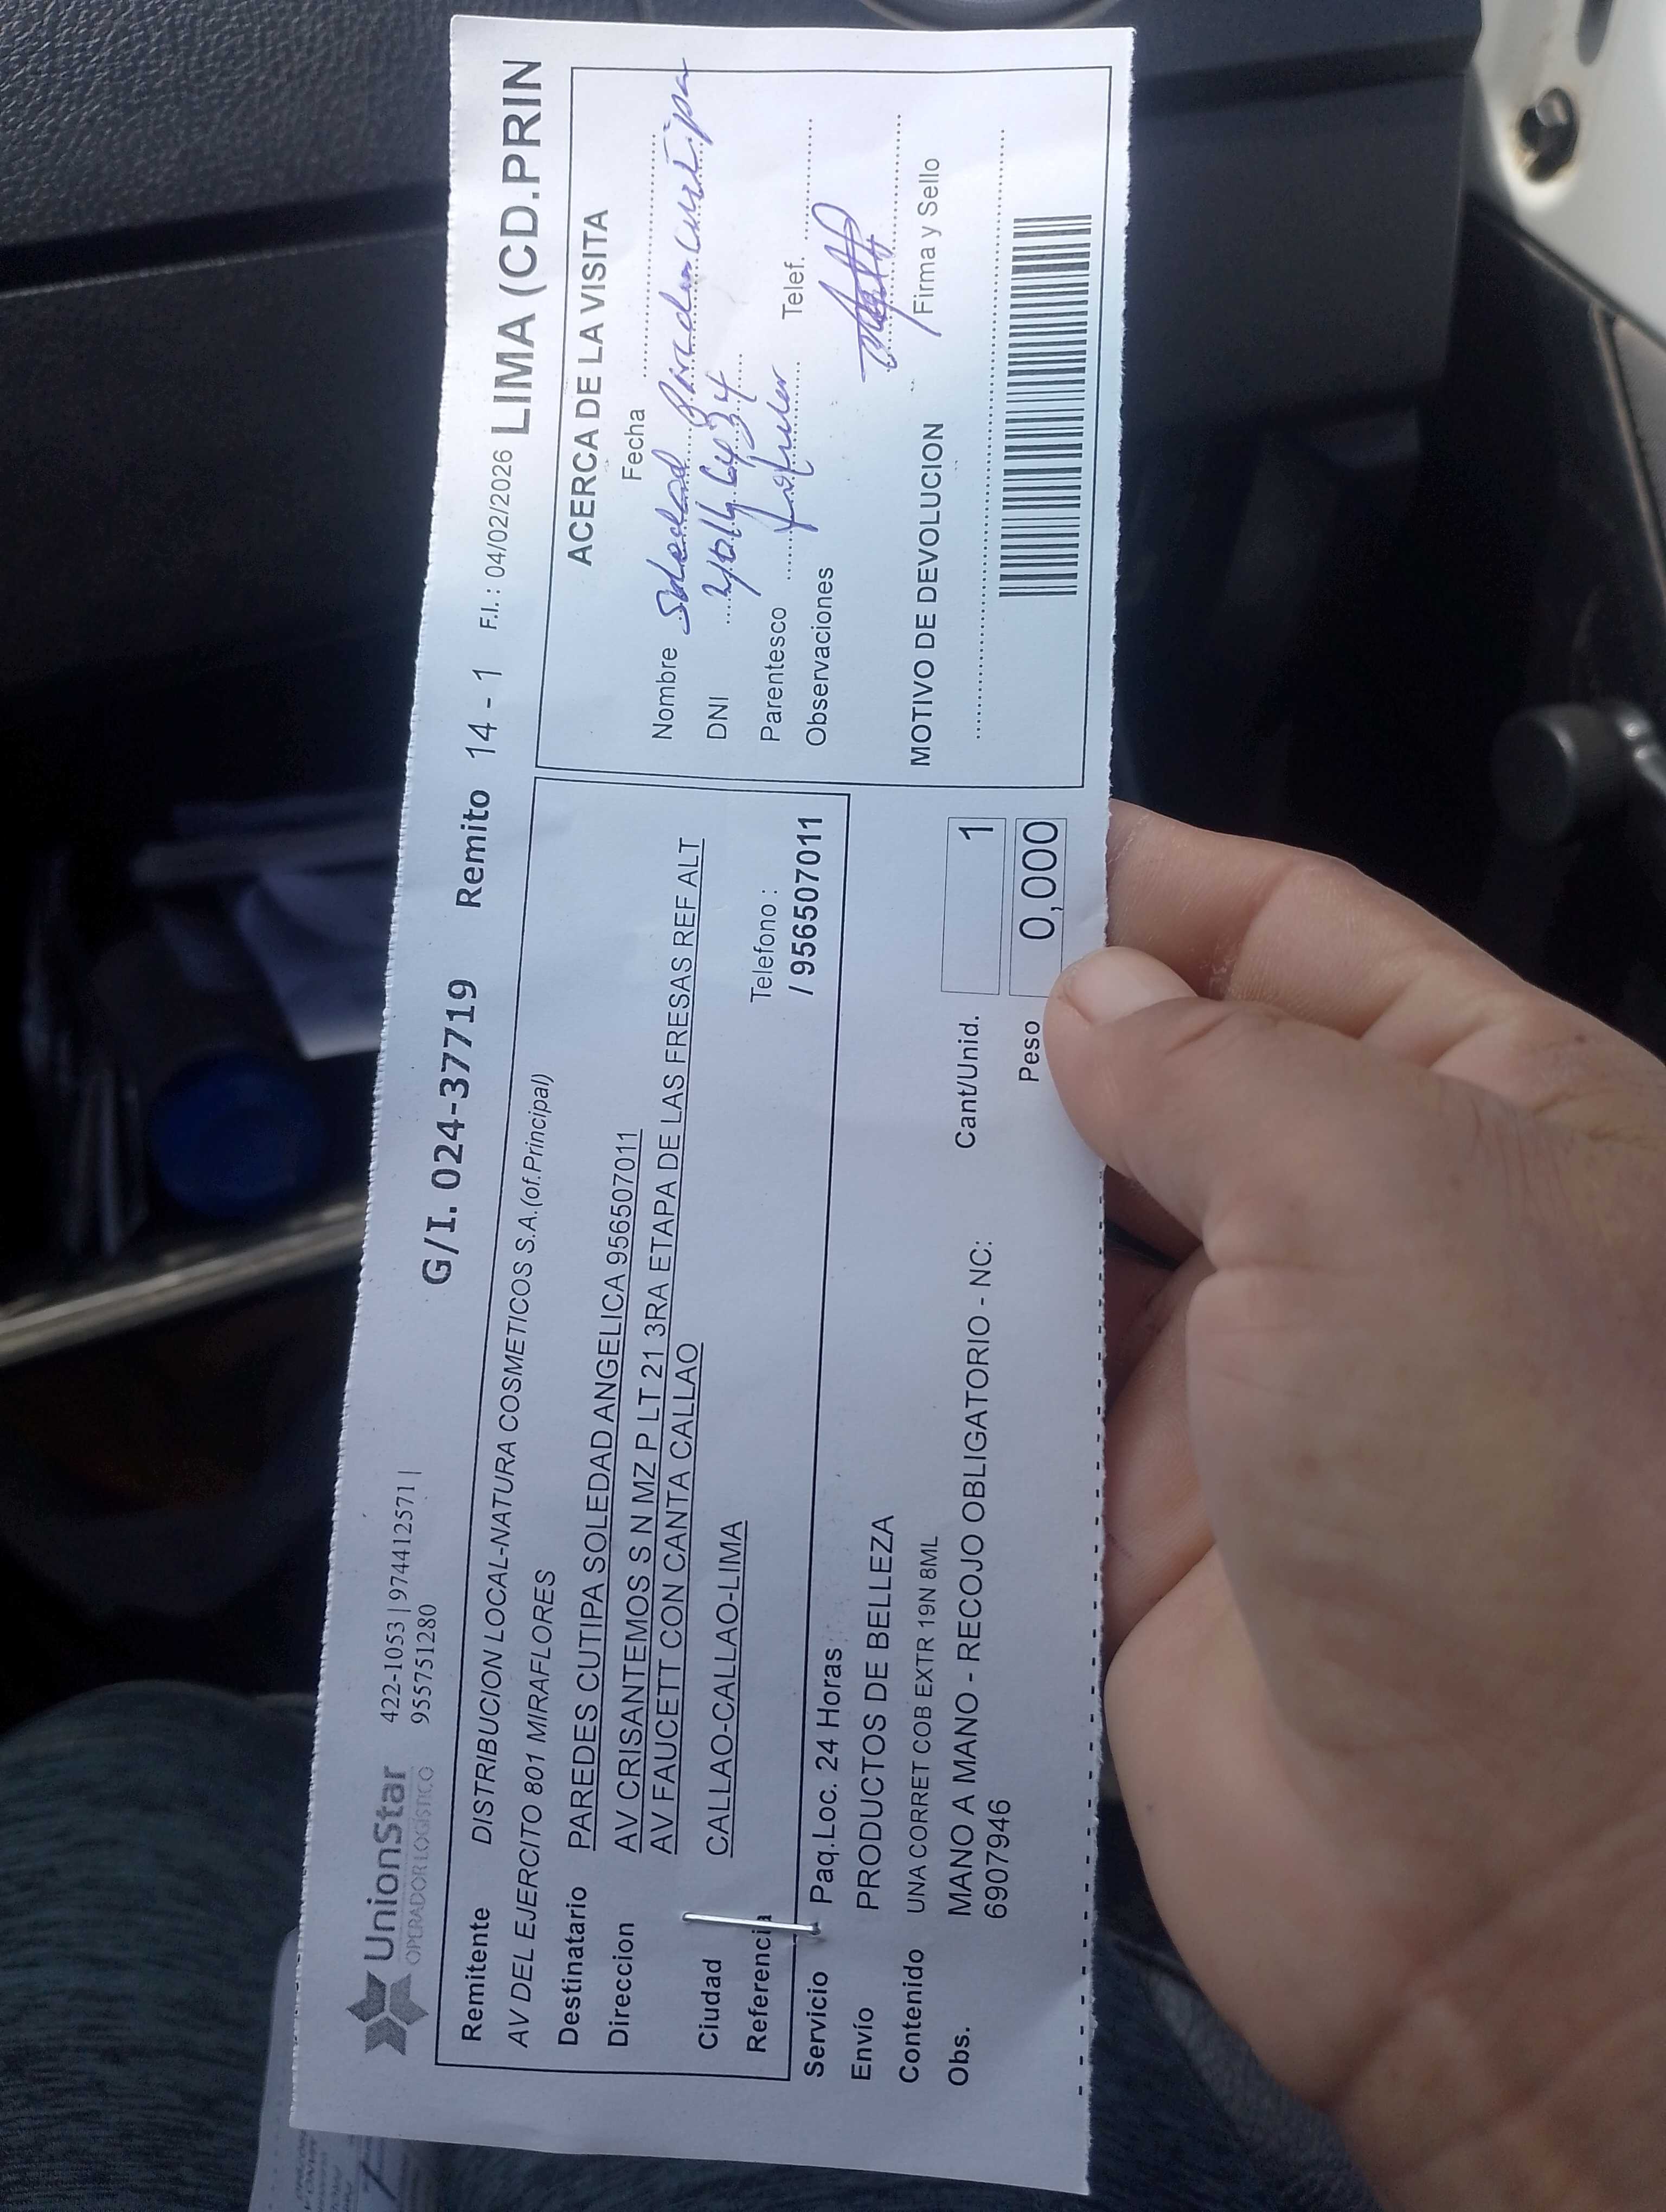 UnionStar
OPERADOR LOGÍSTICO
422-1053 | 974412571 |
955751280
G/I. 024-37719 Remito 14 - 1 F.I.: 04/02/2026 LIMA (CD.PRIN
Remitente DISTRIBUCION LOCAL-NATURA COSMETICOS S.A.(of.Principal)
AV DEL EJERCITO 801 MIRAFLORES
Destinatario PAREDES CUTIPA SOLEDAD ANGELICA 956507011
Direccion AV CRISANTEMOS S N MZ P LT 21 3RA ETAPA DE LAS FRESAS REF ALT
AV FAUCETT CON CANTA CALLAO
Ciudad CALLAO-CALLAO-LIMA
Telefono :
Referencia / 956507011
Servicio Paq.Loc. 24 Horas
Envío PRODUCTOS DE BELLEZA
Contenido UNA CORRET COB EXTR 19N 8ML
Obs. MANO A MANO - RECOJO OBLIGATORIO - NC:
6907946
Cant/Unid. 1
Peso 0,000
ACERCA DE LA VISITA
Fecha
Nombre Soledad Paredes Cutipa
DNI
Parentesco Telef.
Observaciones
Firma y Sello
MOTIVO DE DEVOLUCION